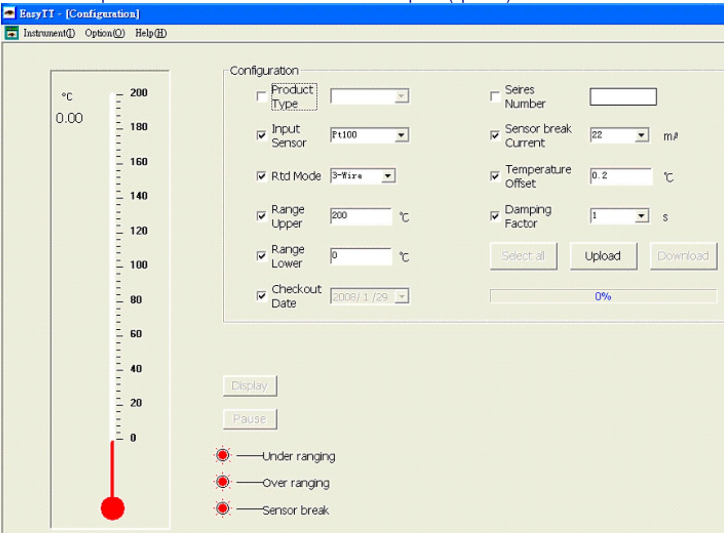 EasyTT - [Configuration]
Instrument(I) Option(O) Help(H)
°C
0.00
200
180
160
140
120
100
80
60
40
20
0
Configuration
Product Type
Seires Number
Input Sensor Pt100
Sensor break Current 22 mA
Rtd Mode 3-Wire
Temperature Offset 0.2 °C
Range Upper 200 °C
Damping Factor 1 s
Range Lower 0 °C
Select all Upload Download
Checkout Date 2008/ 1 /29
0%
Display
Pause
Under ranging
Over ranging
Sensor break